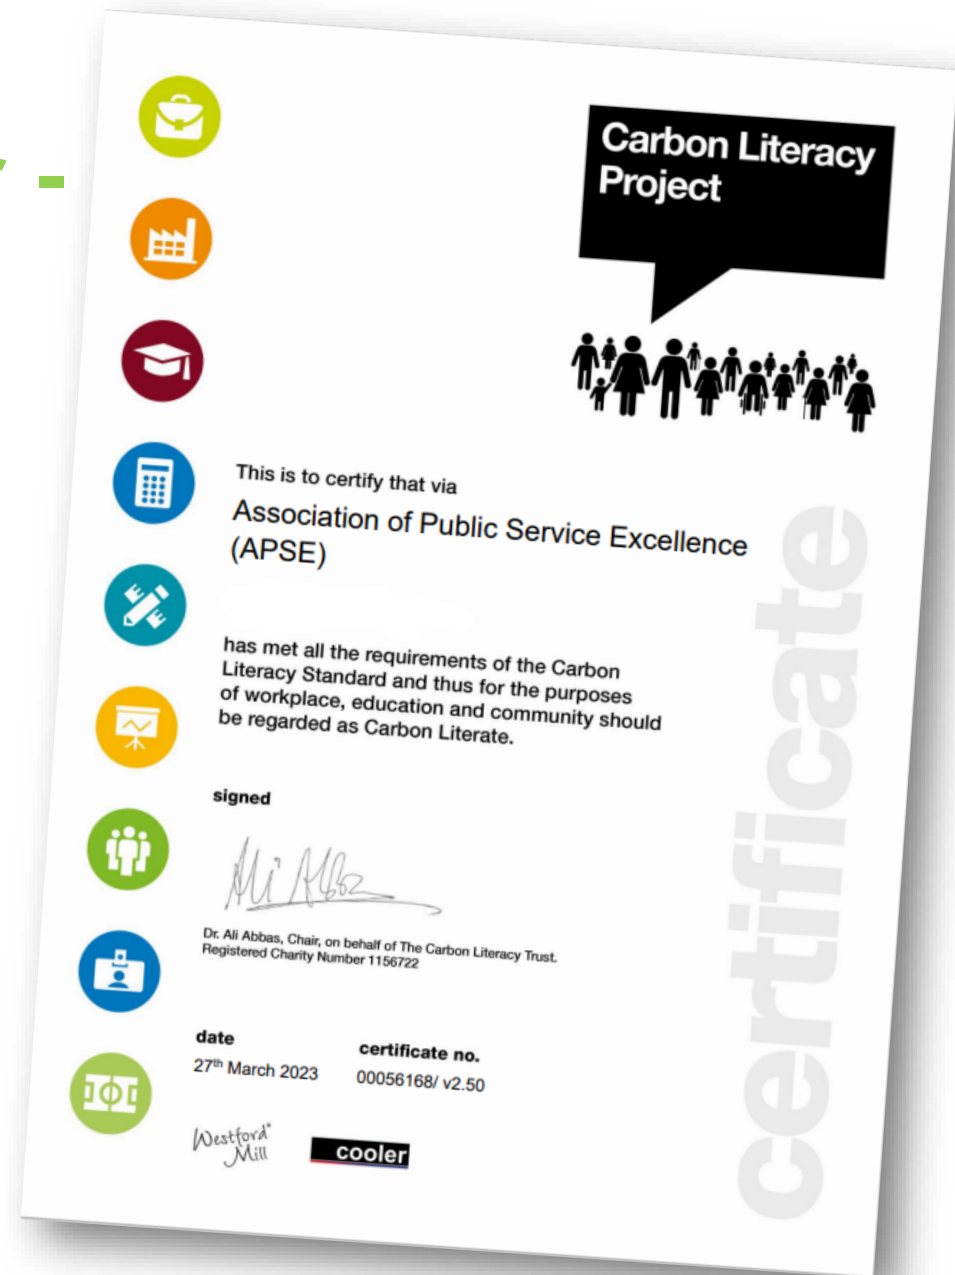 Carbon Literacy
Project
This is to certify that via
Association of Public Service Excellence
(APSE)
has met all the requirements of the Carbon
Literacy Standard and thus for the purposes
of workplace, education and community should
be regarded as Carbon Literate.
signed
Ali Abbas
Dr. Ali Abbas, Chair, on behalf of The Carbon Literacy Trust.
Registered Charity Number 1156722
date
27th March 2023
certificate no.
00056168/ v2.50
Westford
Mill
cooler
certificate